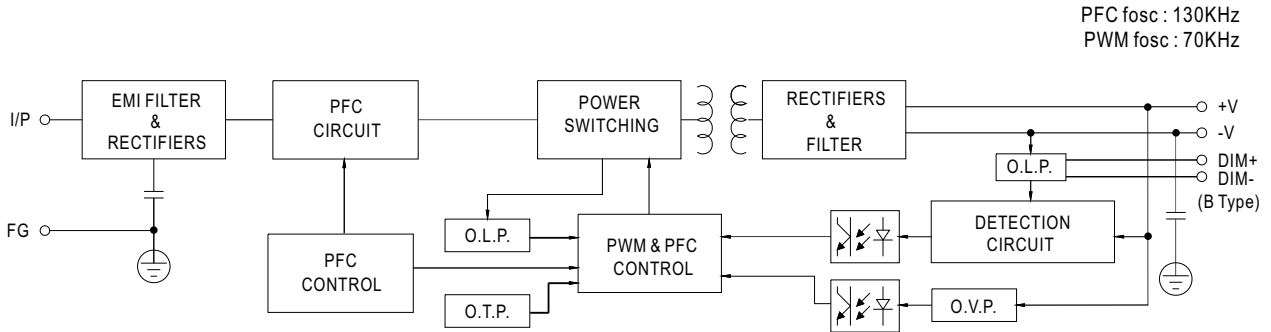 PFC fosc : 130KHz
PWM fosc : 70KHz
I/P
EMI FILTER
&
RECTIFIERS
PFC
CIRCUIT
POWER
SWITCHING
RECTIFIERS
&
FILTER
+V
-V
O.L.P.
DIM+
DIM-
(B Type)
FG
O.L.P.
DETECTION
CIRCUIT
PFC
CONTROL
PWM & PFC
CONTROL
O.T.P.
O.V.P.